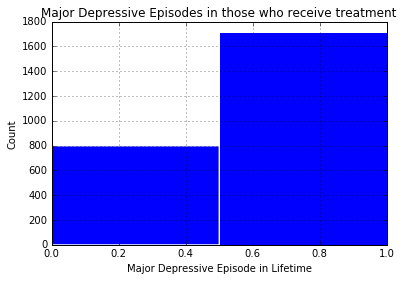 Major Depressive Episodes in those who receive treatment
1800
1600
1400
1200
1000
800
600
400
200
0
Count
0.0 0.2 0.4 0.6 0.8 1.0
Major Depressive Episode in Lifetime